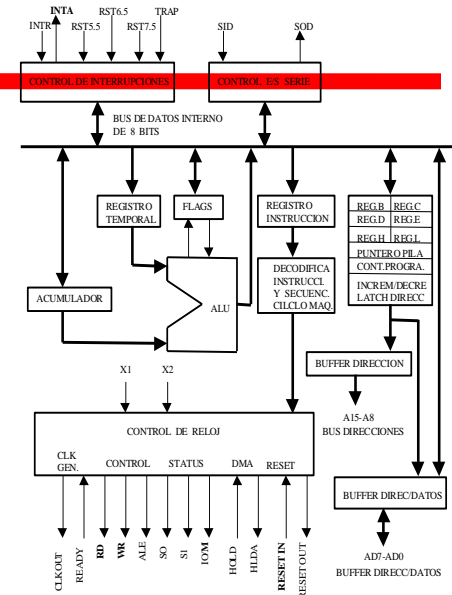 INTR
INTA
RST5.5
RST6.5
RST7.5
TRAP
SID
SOD
CONTROL DE INTERRUPCIONES
CONTROL E/S SERIE
BUS DE DATOS INTERNO
DE 8 BITS
REGISTRO
TEMPORAL
FLAGS
REGISTRO
INSTRUCCION
REG.B REG.C
REG.D REG.E
REG.H REG.L
PUNTERO PILA
CONT.PROGRA.
INCREM/DECRE
LATCH DIRECC
ACUMULADOR
ALU
DECODIFICA
INSTRUCCI.
Y SECUENC.
CILCLO MAQ.
BUFFER DIRECCION
A15-A8
BUS DIRECCIONES
X1
X2
CONTROL DE RELOJ
CLK
GEN.
CONTROL
STATUS
DMA
RESET
BUFFER DIREC/DATOS
AD7-AD0
BUFFER DIRECC/DATOS
CLKOUT
READY
RD
WR
ALE
SO
S1
IO/M
HOLD
HLDA
RESET IN
RESET OUT